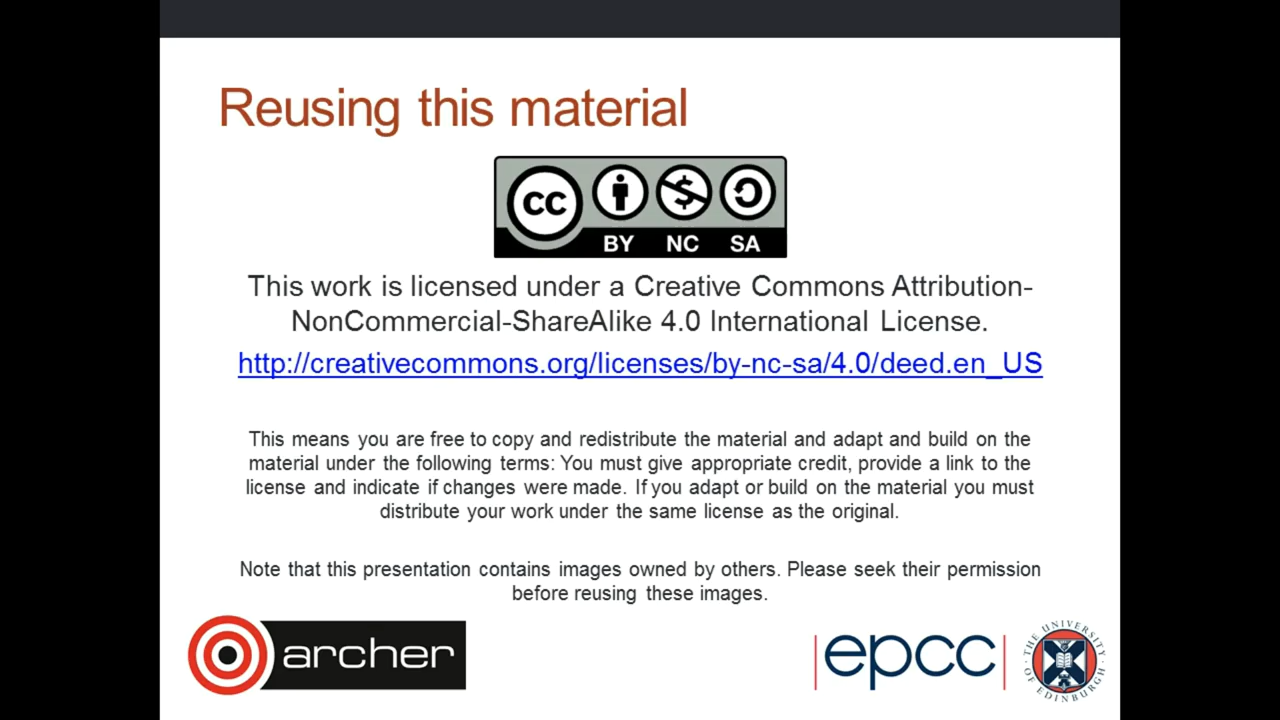 Reusing this material
CC
BY NC SA
This work is licensed under a Creative Commons Attribution-
NonCommercial-ShareAlike 4.0 International License.
http://creativecommons.org/licenses/by-nc-sa/4.0/deed.en_US
This means you are free to copy and redistribute the material and adapt and build on the
material under the following terms: You must give appropriate credit, provide a link to the
license and indicate if changes were made. If you adapt or build on the material you must
distribute your work under the same license as the original.
Note that this presentation contains images owned by others. Please seek their permission
before reusing these images.
archer
epcc
THE UNIVERSITY
OF EDINBURGH